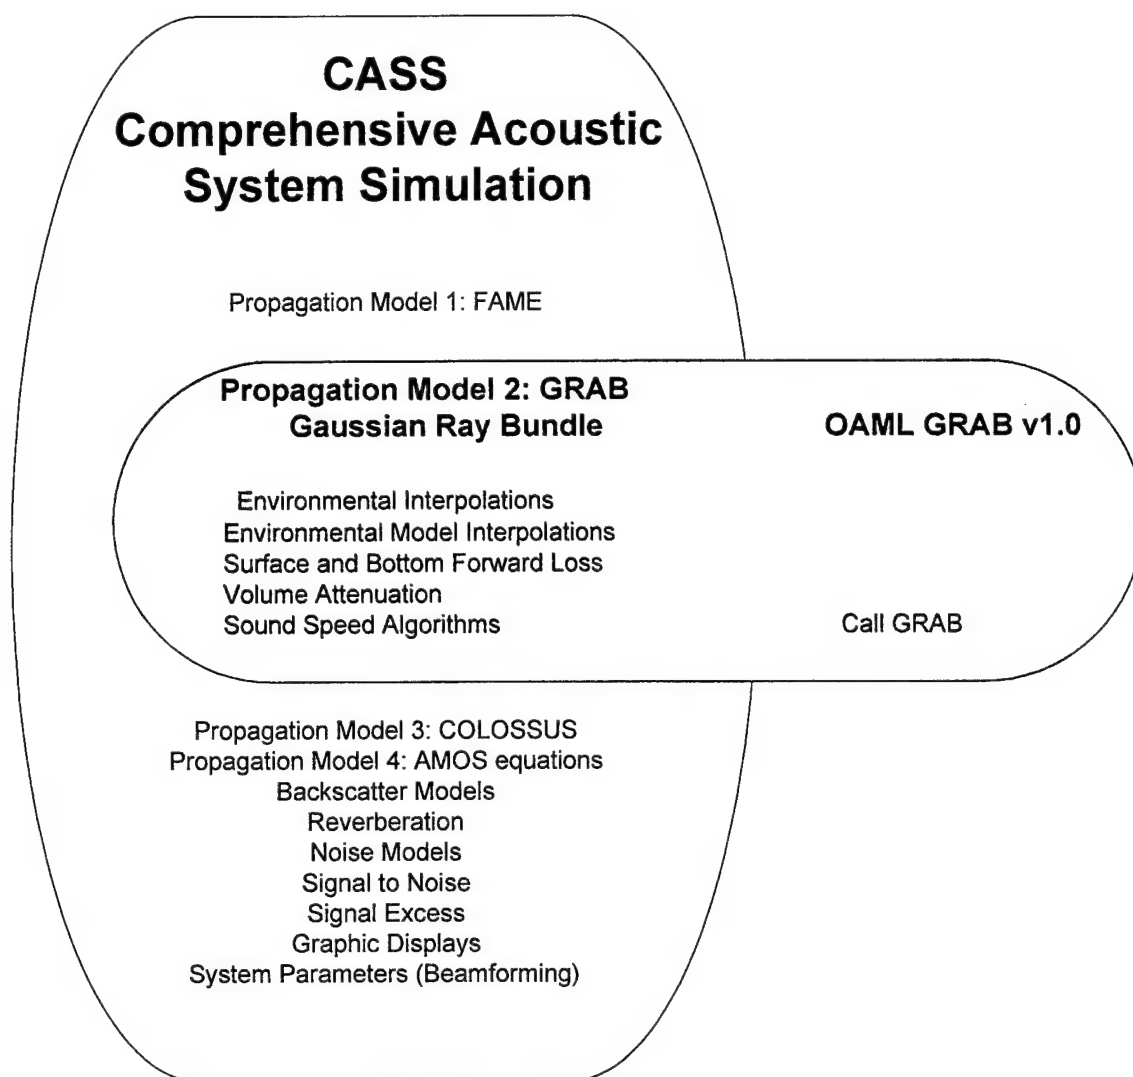 CASS
Comprehensive Acoustic
System Simulation
Propagation Model 1: FAME
Propagation Model 2: GRAB
Gaussian Ray Bundle
OAML GRAB v1.0
Environmental Interpolations
Environmental Model Interpolations
Surface and Bottom Forward Loss
Volume Attenuation
Sound Speed Algorithms
Call GRAB
Propagation Model 3: COLOSSUS
Propagation Model 4: AMOS equations
Backscatter Models
Reverberation
Noise Models
Signal to Noise
Signal Excess
Graphic Displays
System Parameters (Beamforming)